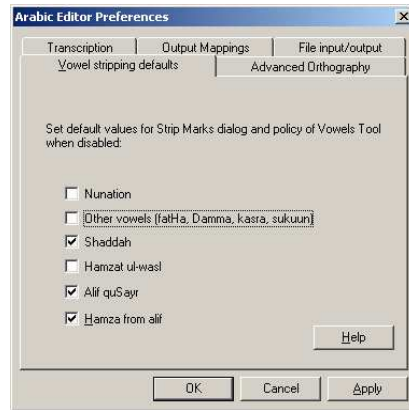 Arabic Editor Preferences
Transcription Output Mappings File input/output
Vowel stripping defaults Advanced Orthography
Set default values for Strip Marks dialog and policy of Vowels Tool
when disabled:
Nunation
Other vowels (fatHa, Damma, kasra, sukuun)
Shaddah
Hamzat ul-wasl
Alif quSayr
Hamza from alif
Help
OK Cancel Apply